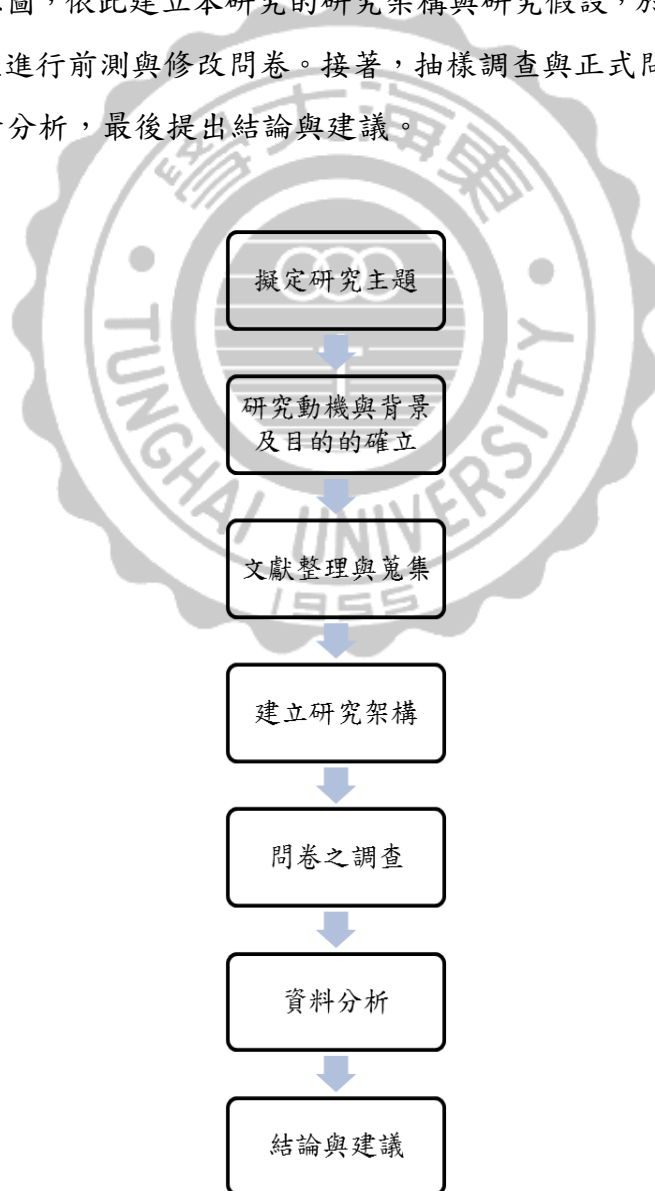 圖，依此建立本研究的研究架構與研究假設，於
進行前測與修改問卷。接著，抽樣調查與正式問
分析，最後提出結論與建議。
學大海東
TUNGHAI UNIVERSITY
1955
擬定研究主題
研究動機與背景
及目的的確立
文獻整理與蒐集
建立研究架構
問卷之調查
資料分析
結論與建議